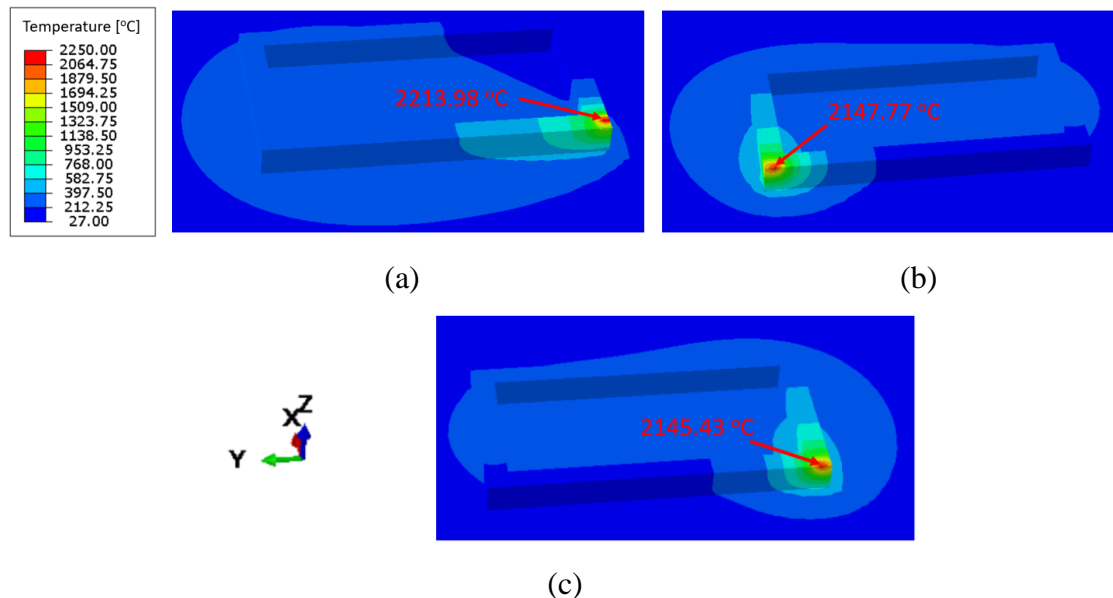 Temperature [°C]
2250.00
2064.75
1879.50
1694.25
1509.00
1323.75
1138.50
953.25
768.00
582.75
397.50
212.25
27.00
2213.98 °C
2147.77 °C
(a)
(b)
2145.43 °C
X Z
Y
(c)